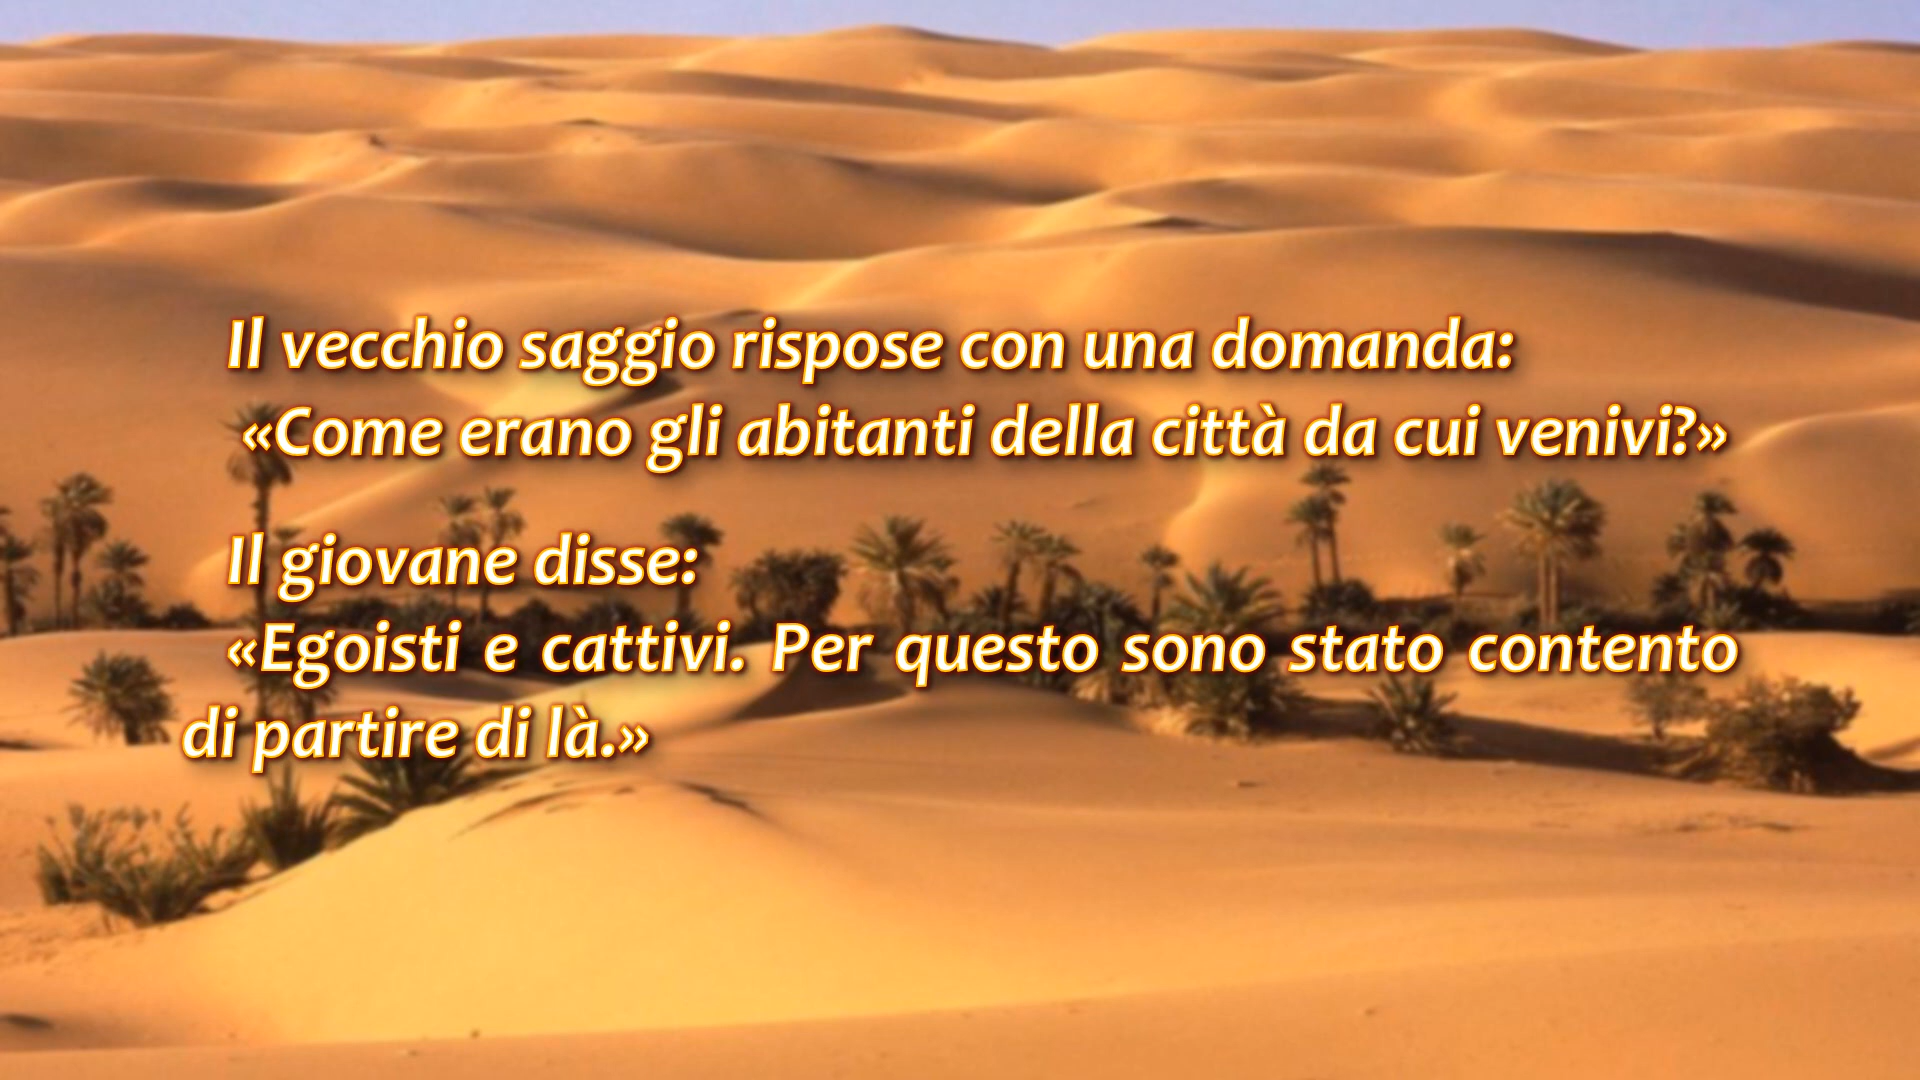 Il vecchio saggio rispose con una domanda:
«Come erano gli abitanti della città da cui venivi?»
Il giovane disse:
«Egoisti e cattivi. Per questo sono stato contento
di partire di là.»